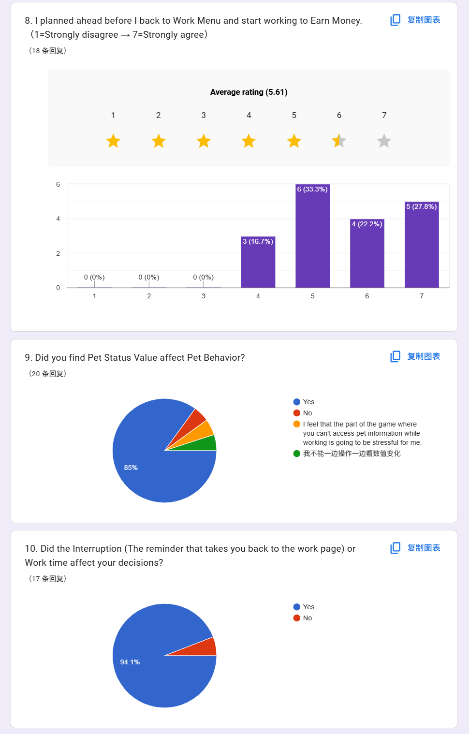 8. I planned ahead before I back to Work Menu and start working to Earn Money.
（1=Strongly disagree → 7=Strongly agree）
复制图表
（18 条回复）
Average rating (5.61)
1 2 3 4 5 6 7
6
4
2
0
0 (0%) 0 (0%) 0 (0%) 3 (16.7%) 6 (33.3%) 4 (22.2%) 5 (27.8%)
1 2 3 4 5 6 7
9. Did you find Pet Status Value affect Pet Behavior?
复制图表
（20 条回复）
85%
Yes
No
I feel that the part of the game where
you can't access pet information while
working is going to be stressful for me.
我不能一边操作一边看数值变化
10. Did the Interruption (The reminder that takes you back to the work page) or
Work time affect your decisions?
复制图表
（17 条回复）
94.1%
Yes
No